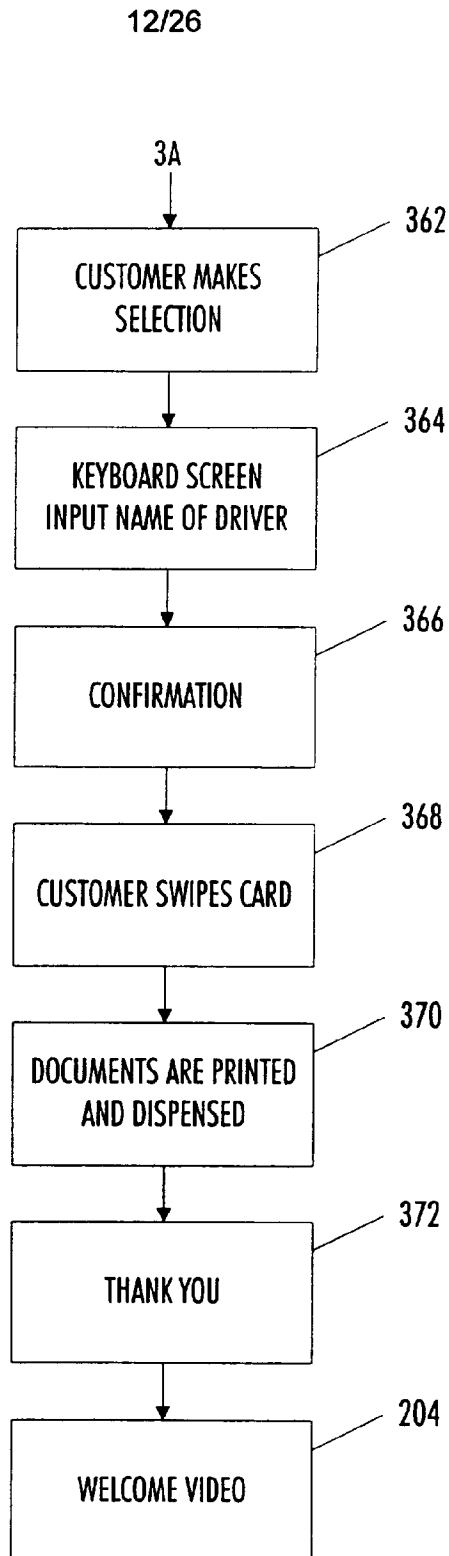 12/26
3A
362
CUSTOMER MAKES
SELECTION
364
KEYBOARD SCREEN
INPUT NAME OF DRIVER
366
CONFIRMATION
368
CUSTOMER SWIPES CARD
370
DOCUMENTS ARE PRINTED
AND DISPENSED
372
THANK YOU
204
WELCOME VIDEO